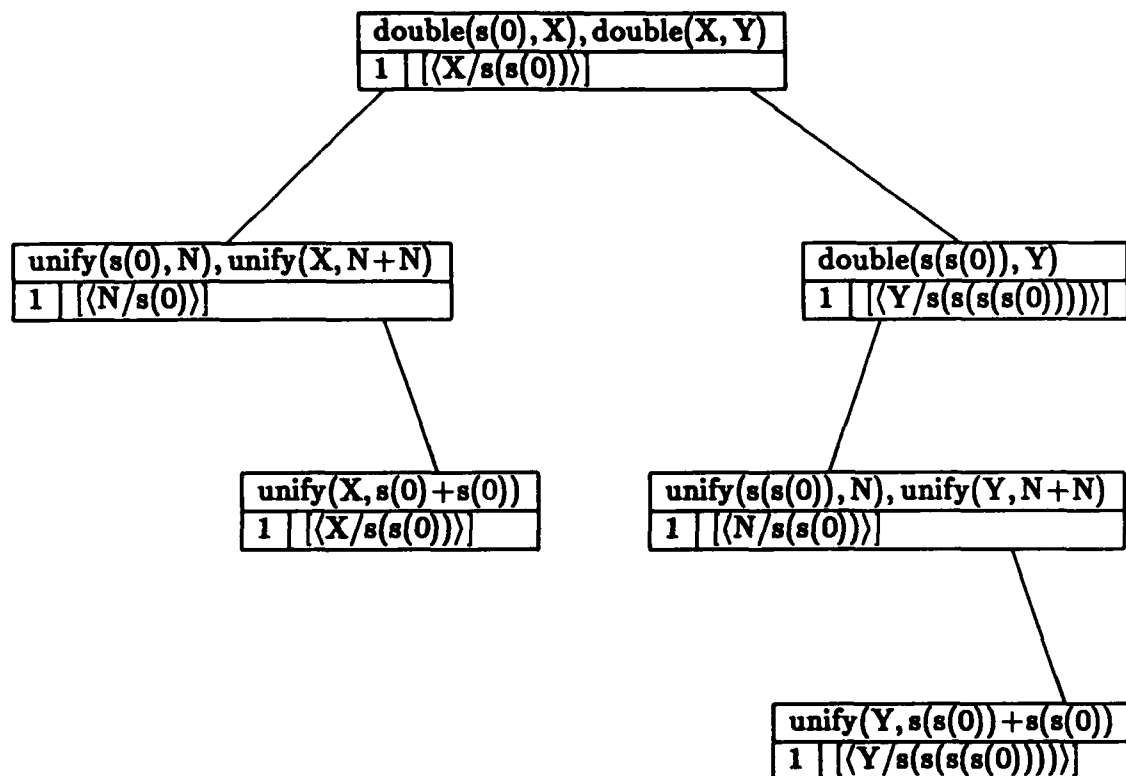 double(s(0), X), double(X, Y)
1 [⟨X/s(s(0))⟩]
unify(s(0), N), unify(X, N+N)
1 [⟨N/s(0)⟩]
double(s(s(0)), Y)
1 [⟨Y/s(s(s(s(0))))⟩]
unify(X, s(0)+s(0))
1 [⟨X/s(s(0))⟩]
unify(s(s(0)), N), unify(Y, N+N)
1 [⟨N/s(s(0))⟩]
unify(Y, s(s(0))+s(s(0))
1 [⟨Y/s(s(s(s(0))))⟩]